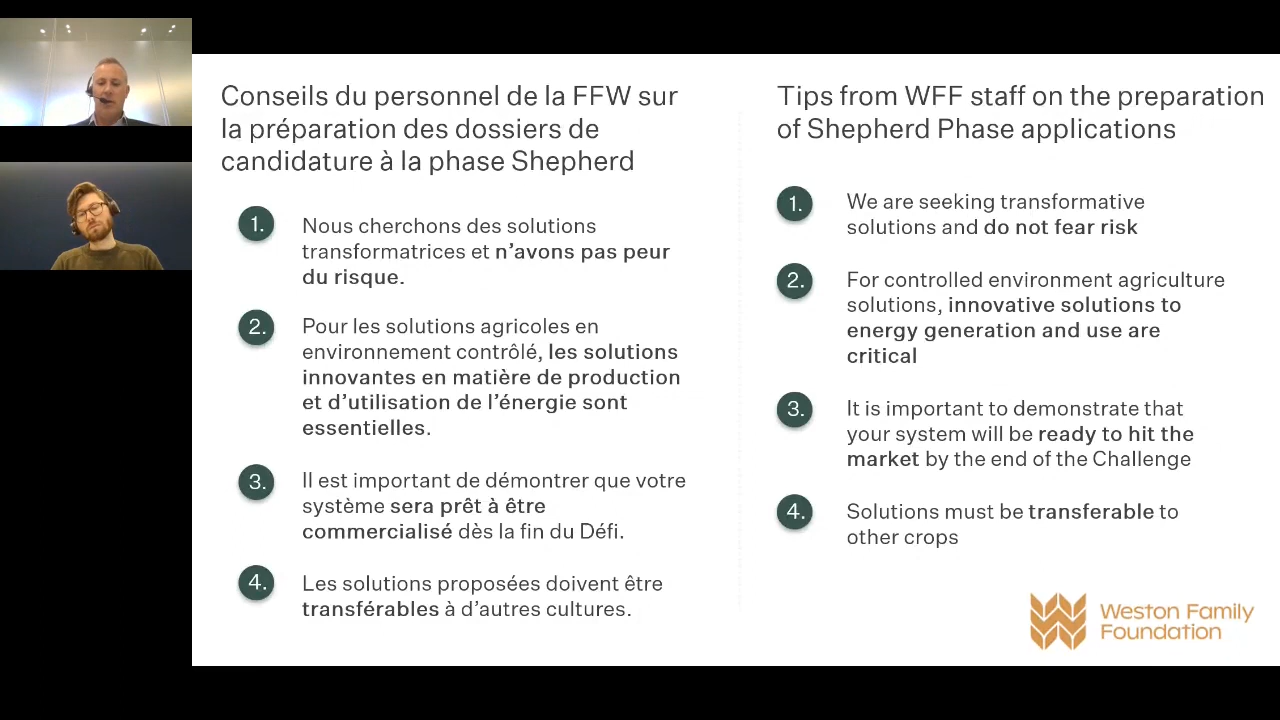 Conseils du personnel de la FFW sur
la préparation des dossiers de
candidature à la phase Shepherd
1.
Nous cherchons des solutions
transformatrices et n’avons pas peur
du risque.
2.
Pour les solutions agricoles en
environnement contrôlé, les solutions
innovantes en matière de production
et d’utilisation de l’énergie sont
essentielles.
3.
Il est important de démontrer que votre
système sera prêt à être
commercialisé dès la fin du Défi.
4.
Les solutions proposées doivent être
transférables à d’autres cultures.
Tips from WFF staff on the preparation
of Shepherd Phase applications
1.
We are seeking transformative
solutions and do not fear risk
2.
For controlled environment agriculture
solutions, innovative solutions to
energy generation and use are
critical
3.
It is important to demonstrate that
your system will be ready to hit the
market by the end of the Challenge
4.
Solutions must be transferable to
other crops
Weston Family
Foundation